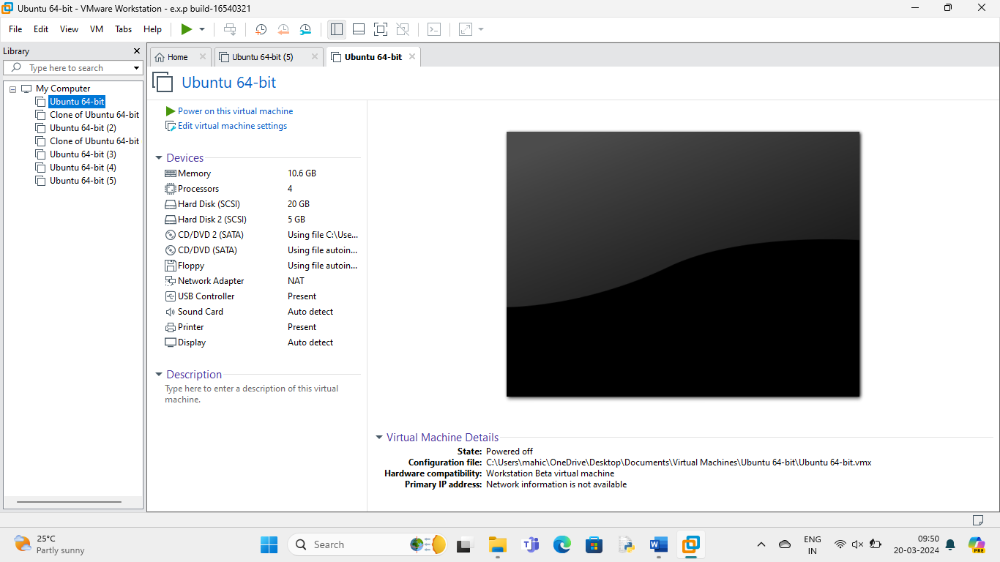 Ubuntu 64-bit - VMware Workstation - e.x.p build-16540321
File Edit View VM Tabs Help
Library
Home
Ubuntu 64-bit (5)
Ubuntu 64-bit
Type here to search
My Computer
Ubuntu 64-bit
Clone of Ubuntu 64-bit
Ubuntu 64-bit (2)
Clone of Ubuntu 64-bit
Ubuntu 64-bit (3)
Ubuntu 64-bit (4)
Ubuntu 64-bit (5)
Ubuntu 64-bit
Power on this virtual machine
Edit virtual machine settings
Devices
Memory 10.6 GB
Processors 4
Hard Disk (SCSI) 20 GB
Hard Disk 2 (SCSI) 5 GB
CD/DVD 2 (SATA) Using file C:\Use...
CD/DVD (SATA) Using file autoin...
Floppy Using file autoin...
Network Adapter NAT
USB Controller Present
Sound Card Auto detect
Printer Present
Display Auto detect
Description
Type here to enter a description of this virtual
machine.
Virtual Machine Details
State: Powered off
Configuration file: C:\Users\mahic\OneDrive\Desktop\Documents\Virtual Machines\Ubuntu 64-bit\Ubuntu 64-bit.vmx
Hardware compatibility: Workstation Beta virtual machine
Primary IP address: Network information is not available
25°C
Partly sunny
Search
ENG
IN
09:50
20-03-2024
PRE